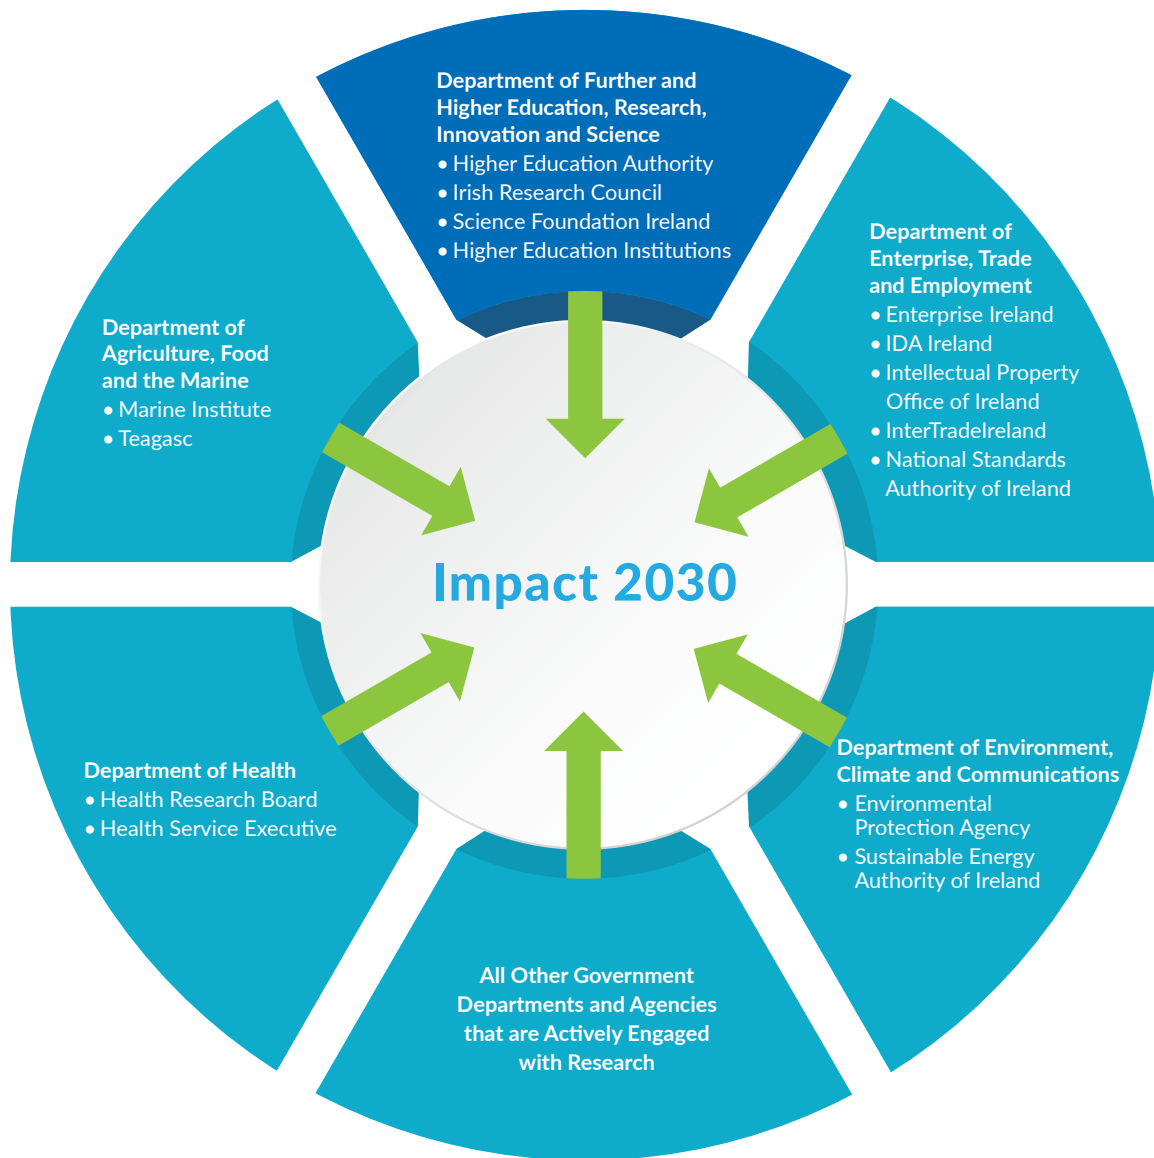 Department of Further and
Higher Education, Research,
Innovation and Science
• Higher Education Authority
• Irish Research Council
• Science Foundation Ireland
• Higher Education Institutions
Department of
Enterprise, Trade
and Employment
• Enterprise Ireland
• IDA Ireland
• Intellectual Property
Office of Ireland
• InterTradeIreland
• National Standards
Authority of Ireland
Department of
Agriculture, Food
and the Marine
• Marine Institute
• Teagasc
Impact 2030
Department of Environment,
Climate and Communications
• Environmental
Protection Agency
• Sustainable Energy
Authority of Ireland
Department of Health
• Health Research Board
• Health Service Executive
All Other Government
Departments and Agencies
that are Actively Engaged
with Research